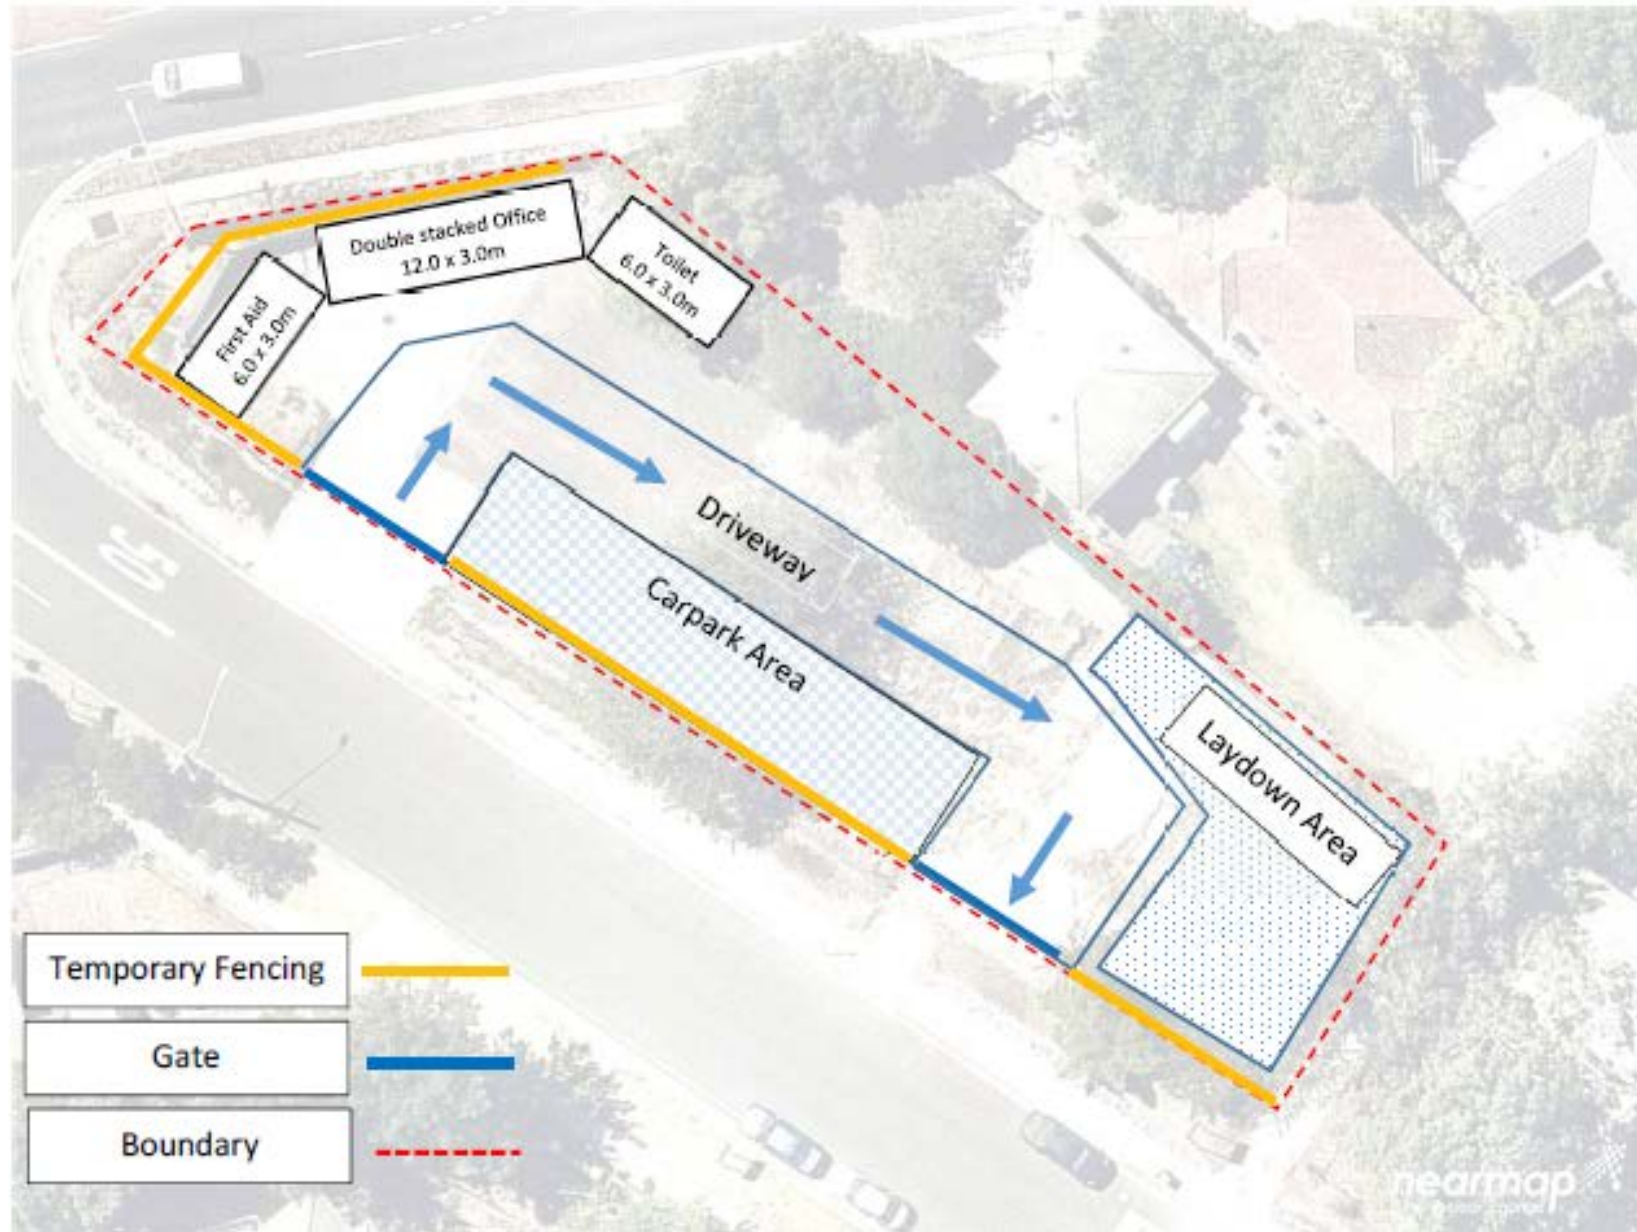 Double stacked Office
12.0 x 3.0m
Toilet
6.0 x 3.0m
First Aid
6.0 x 3.0m
Driveway
Carpark Area
Laydown Area
50
Temporary Fencing
Gate
Boundary
nearmap